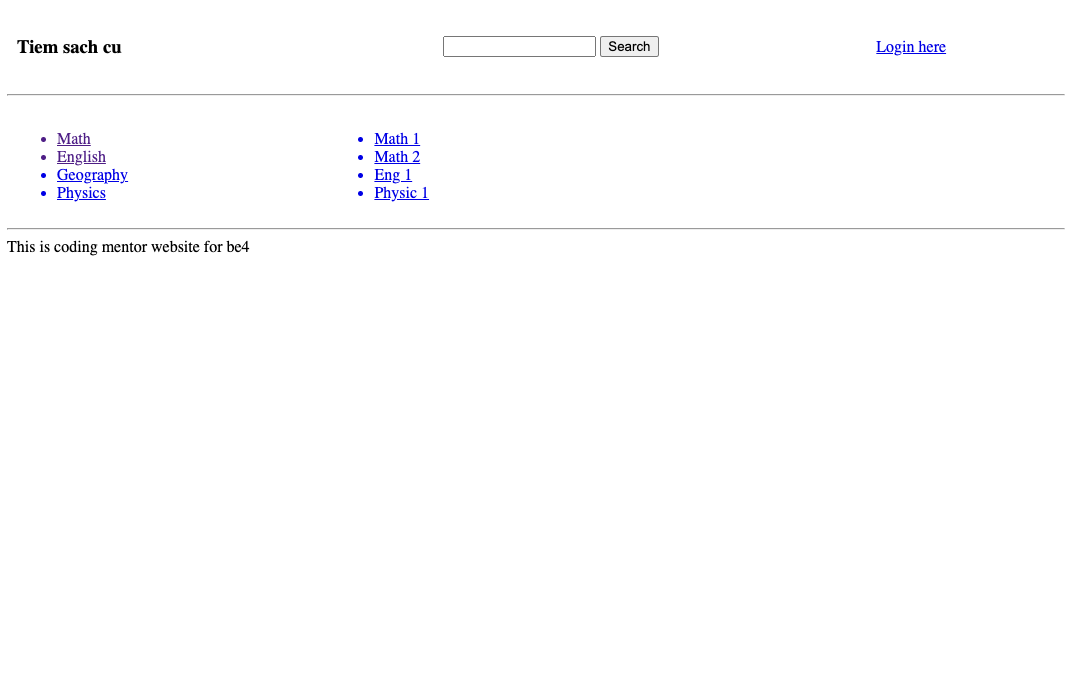 Tiem sach cu
Search
Login here
Math
English
Geography
Physics
Math 1
Math 2
Eng 1
Physic 1
This is coding mentor website for be4